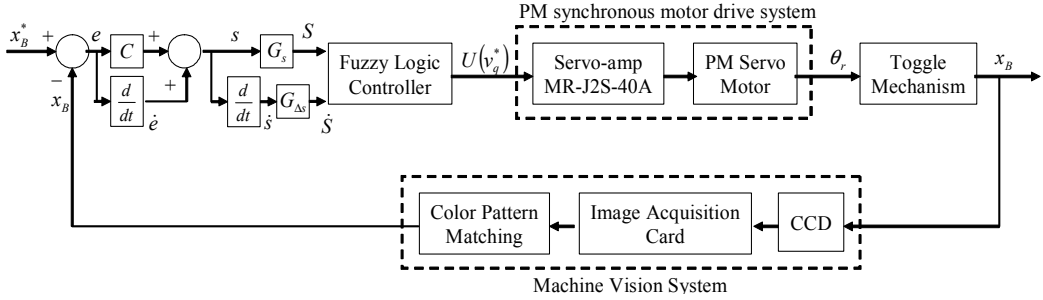 PM synchronous motor drive system
x_B^* + e C + s G_s S
Fuzzy Logic
Controller
U(v_q^*)
Servo-amp
MR-J2S-40A
PM Servo
Motor
θ_r
Toggle
Mechanism
x_B
− x_B
d/dt ė +
d/dt ṡ G_Δs Ṡ
Color Pattern
Matching
Image Acquisition
Card
CCD
Machine Vision System